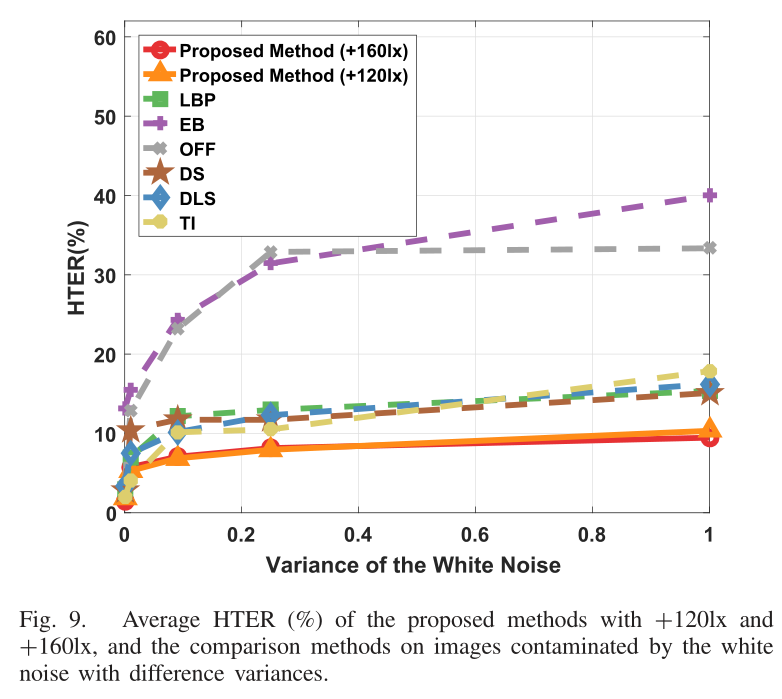 60
50
40
30
20
10
0
HTER(%)
Proposed Method (+160lx)
Proposed Method (+120lx)
LBP
EB
OFF
DS
DLS
TI
0 0.2 0.4 0.6 0.8 1
Variance of the White Noise
Fig. 9. Average HTER (%) of the proposed methods with +120lx and
+160lx, and the comparison methods on images contaminated by the white
noise with difference variances.